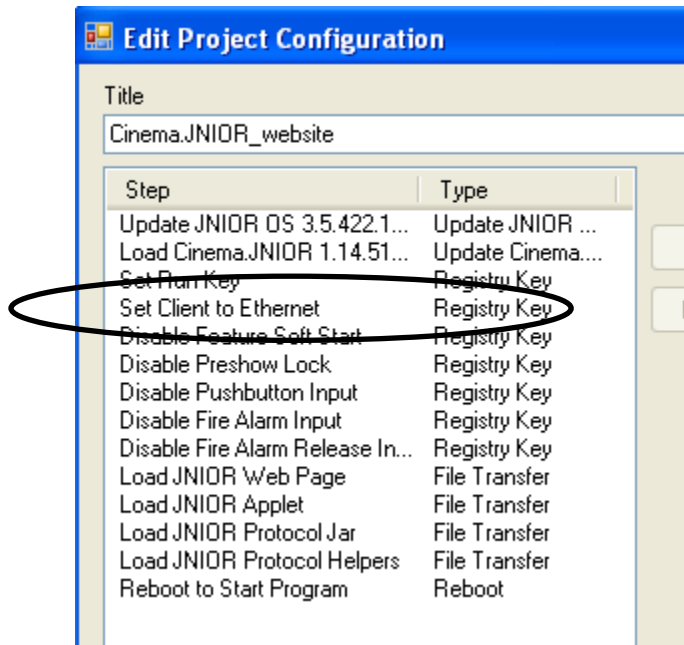 Edit Project Configuration
Title
Cinema.JNIOR_website
Step Type
Update JNIOR OS 3.5.422.1... Update JNIOR ...
Load Cinema.JNIOR 1.14.51... Update Cinema....
Set Run Key Registry Key
Set Client to Ethernet Registry Key
Disable Feature Soft Start Registry Key
Disable Preshow Lock Registry Key
Disable Pushbutton Input Registry Key
Disable Fire Alarm Input Registry Key
Disable Fire Alarm Release In... Registry Key
Load JNIOR Web Page File Transfer
Load JNIOR Applet File Transfer
Load JNIOR Protocol Jar File Transfer
Load JNIOR Protocol Helpers File Transfer
Reboot to Start Program Reboot